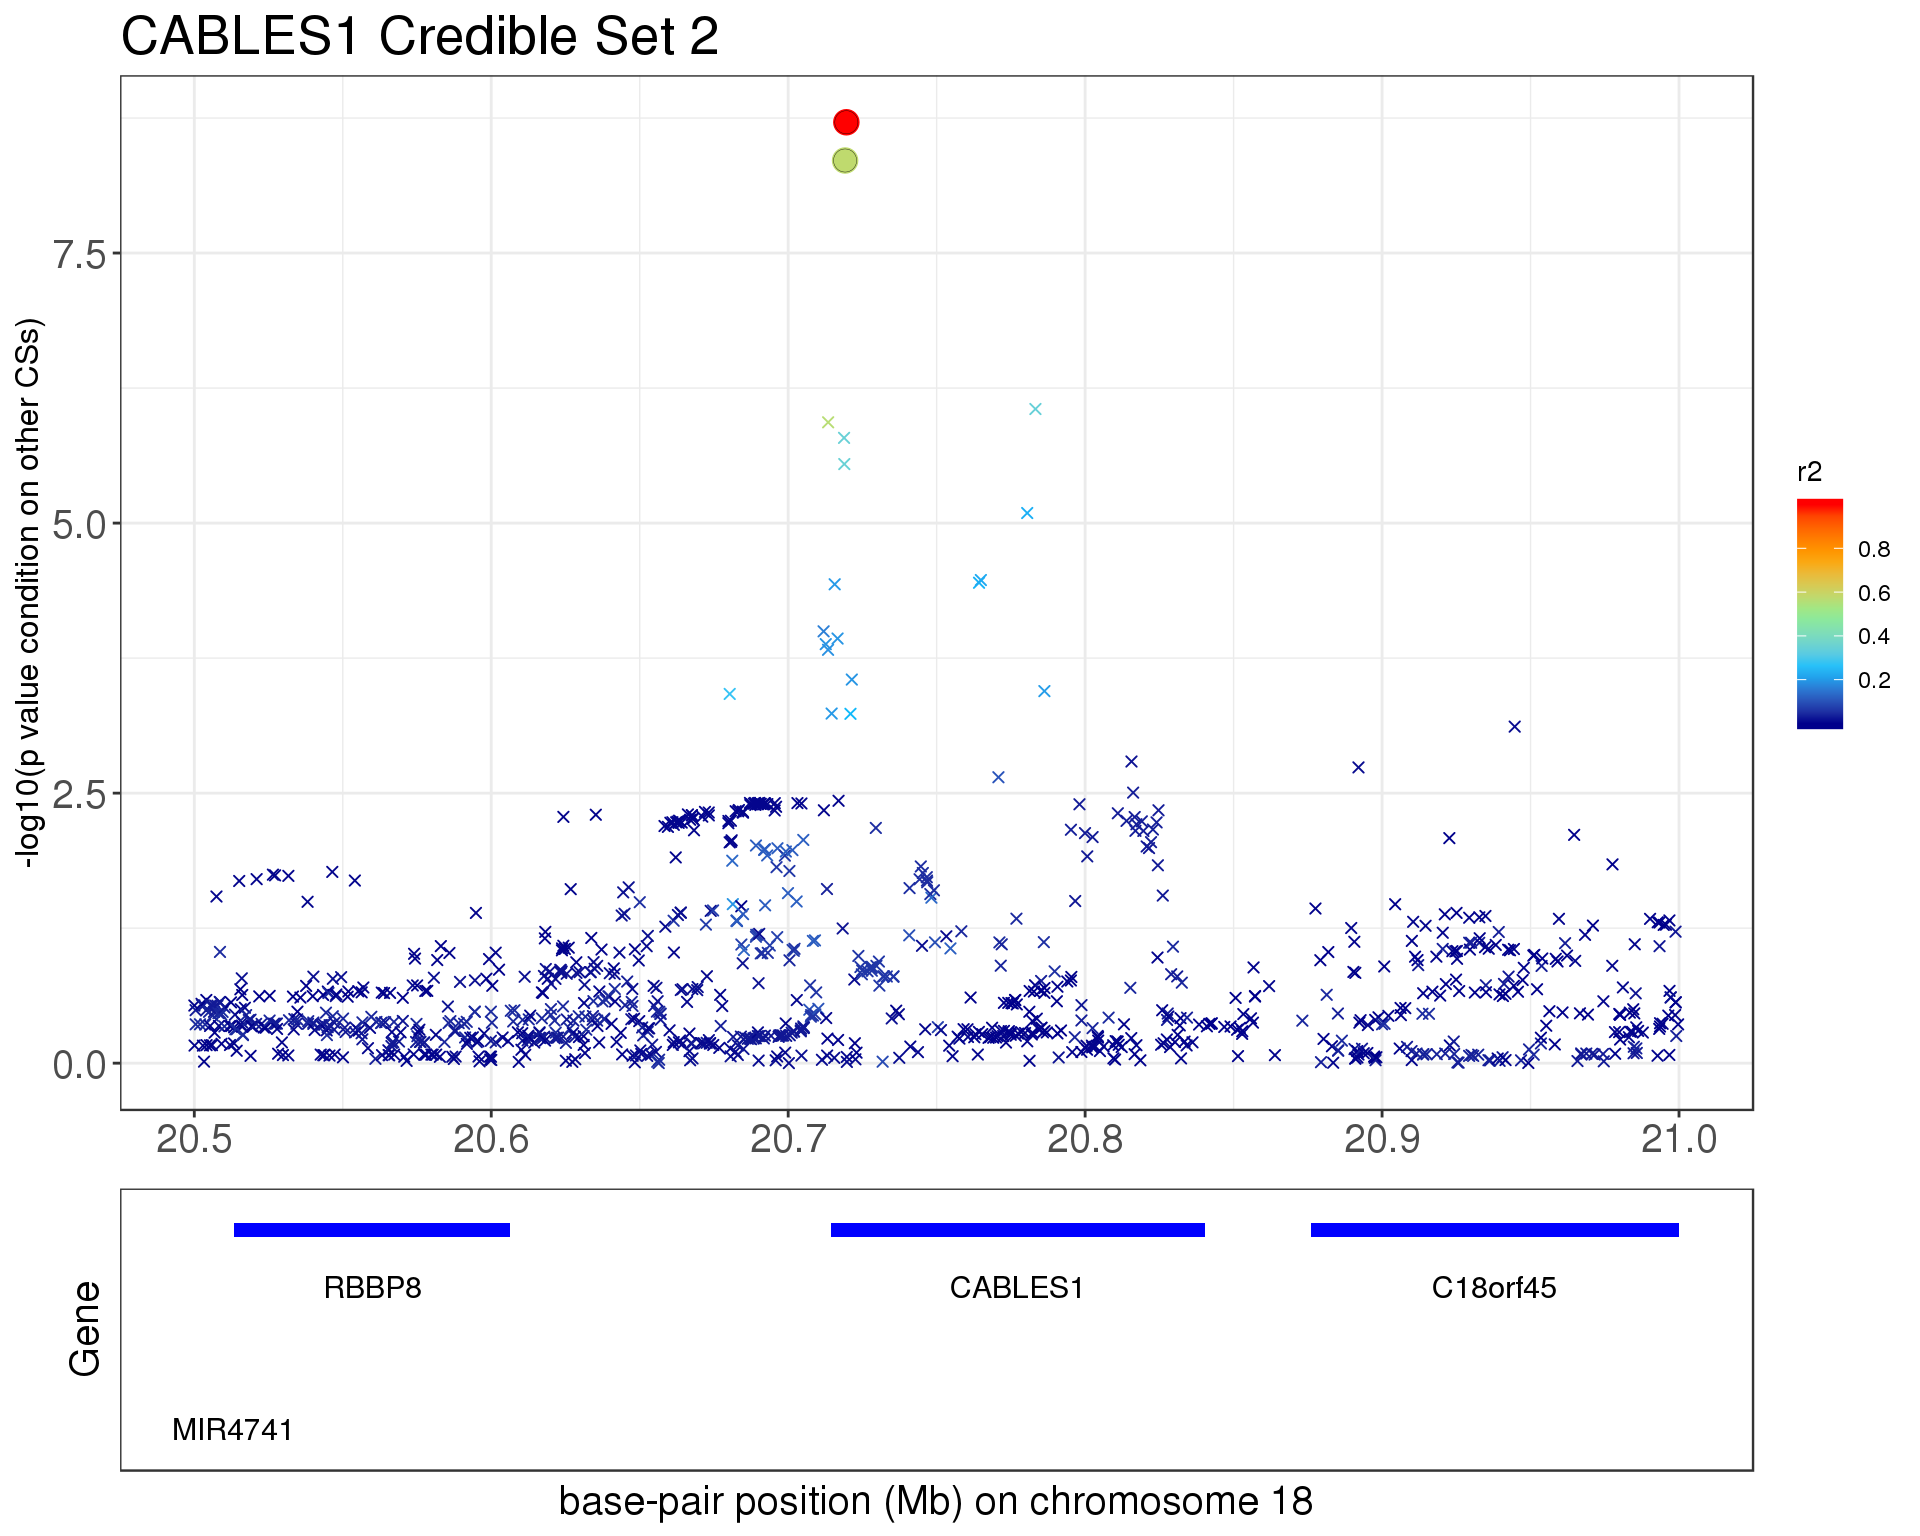 CABLES1 Credible Set 2
-log10(p value condition on other CSs)
7.5
5.0
2.5
0.0
20.5 20.6 20.7 20.8 20.9 21.0
r2
0.8
0.6
0.4
0.2
Gene
RBBP8 CABLES1 C18orf45
MIR4741
base-pair position (Mb) on chromosome 18